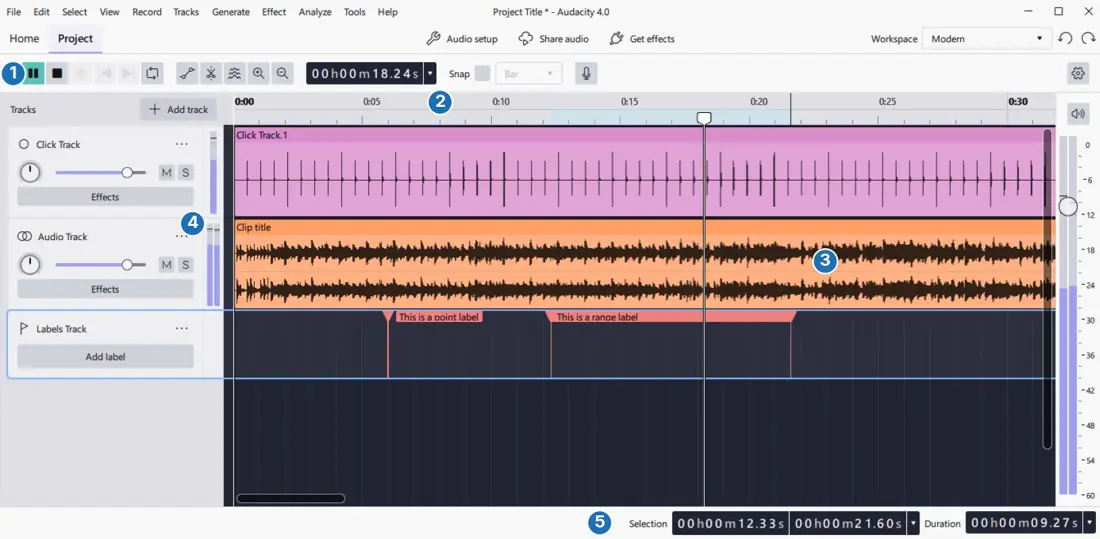 File Edit Select View Record Tracks Generate Effect Analyze Tools Help Project Title * - Audacity 4.0
Home Project Audio setup Share audio Get effects Workspace Modern
1 00h00m18.24s Snap Bar
Tracks Add track 0:00 0:05 2 0:10 0:15 0:20 0:25 0:30
Click Track.1
Click Track
M S
Effects
4
Clip title
Audio Track
M S
3
Effects
This is a point label This is a range label
Labels Track
Add label
0
-6
-12
-18
-24
-30
-36
-42
-48
-54
-60
5 Selection 00h00m12.33s 00h00m21.60s Duration 00h00m09.27s